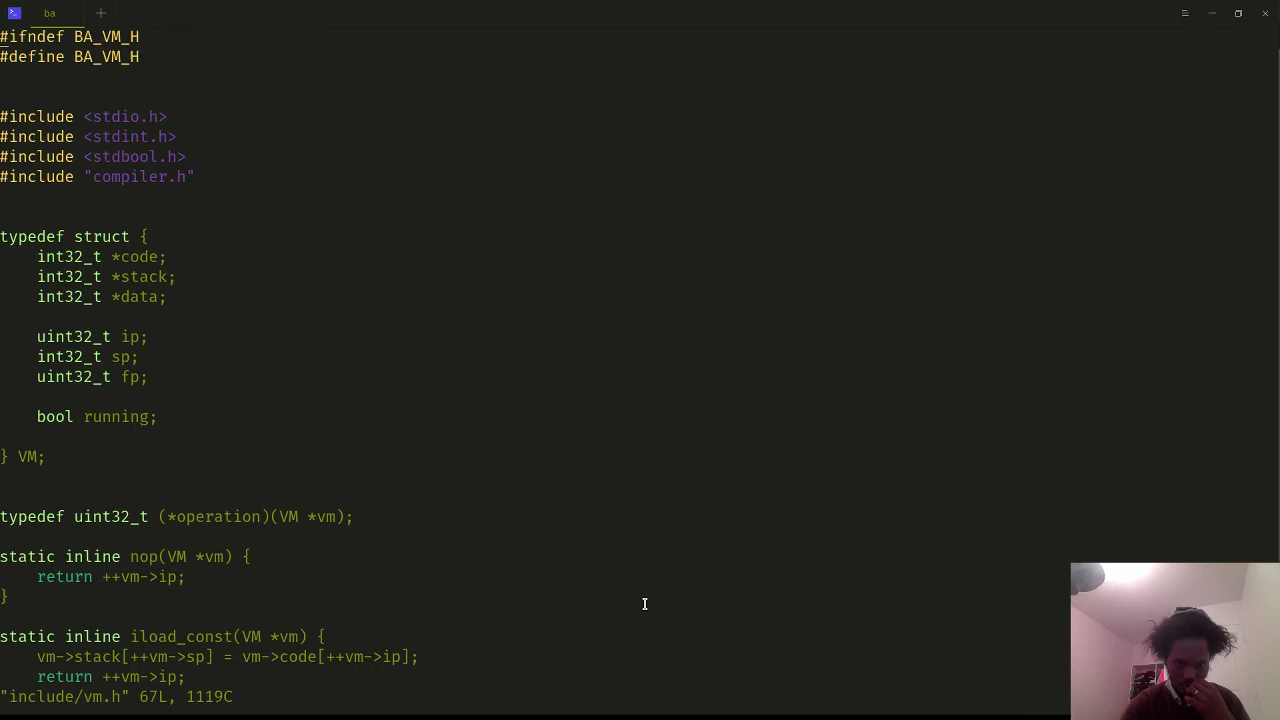 ba
#ifndef BA_VM_H
#define BA_VM_H
#include <stdio.h>
#include <stdint.h>
#include <stdbool.h>
#include "compiler.h"
typedef struct {
    int32_t *code;
    int32_t *stack;
    int32_t *data;
    uint32_t ip;
    int32_t sp;
    uint32_t fp;
    bool running;
} VM;
typedef uint32_t (*operation)(VM *vm);
static inline nop(VM *vm) {
    return ++vm->ip;
}
static inline iload_const(VM *vm) {
    vm->stack[++vm->sp] = vm->code[++vm->ip];
    return ++vm->ip;
"include/vm.h" 67L, 1119C